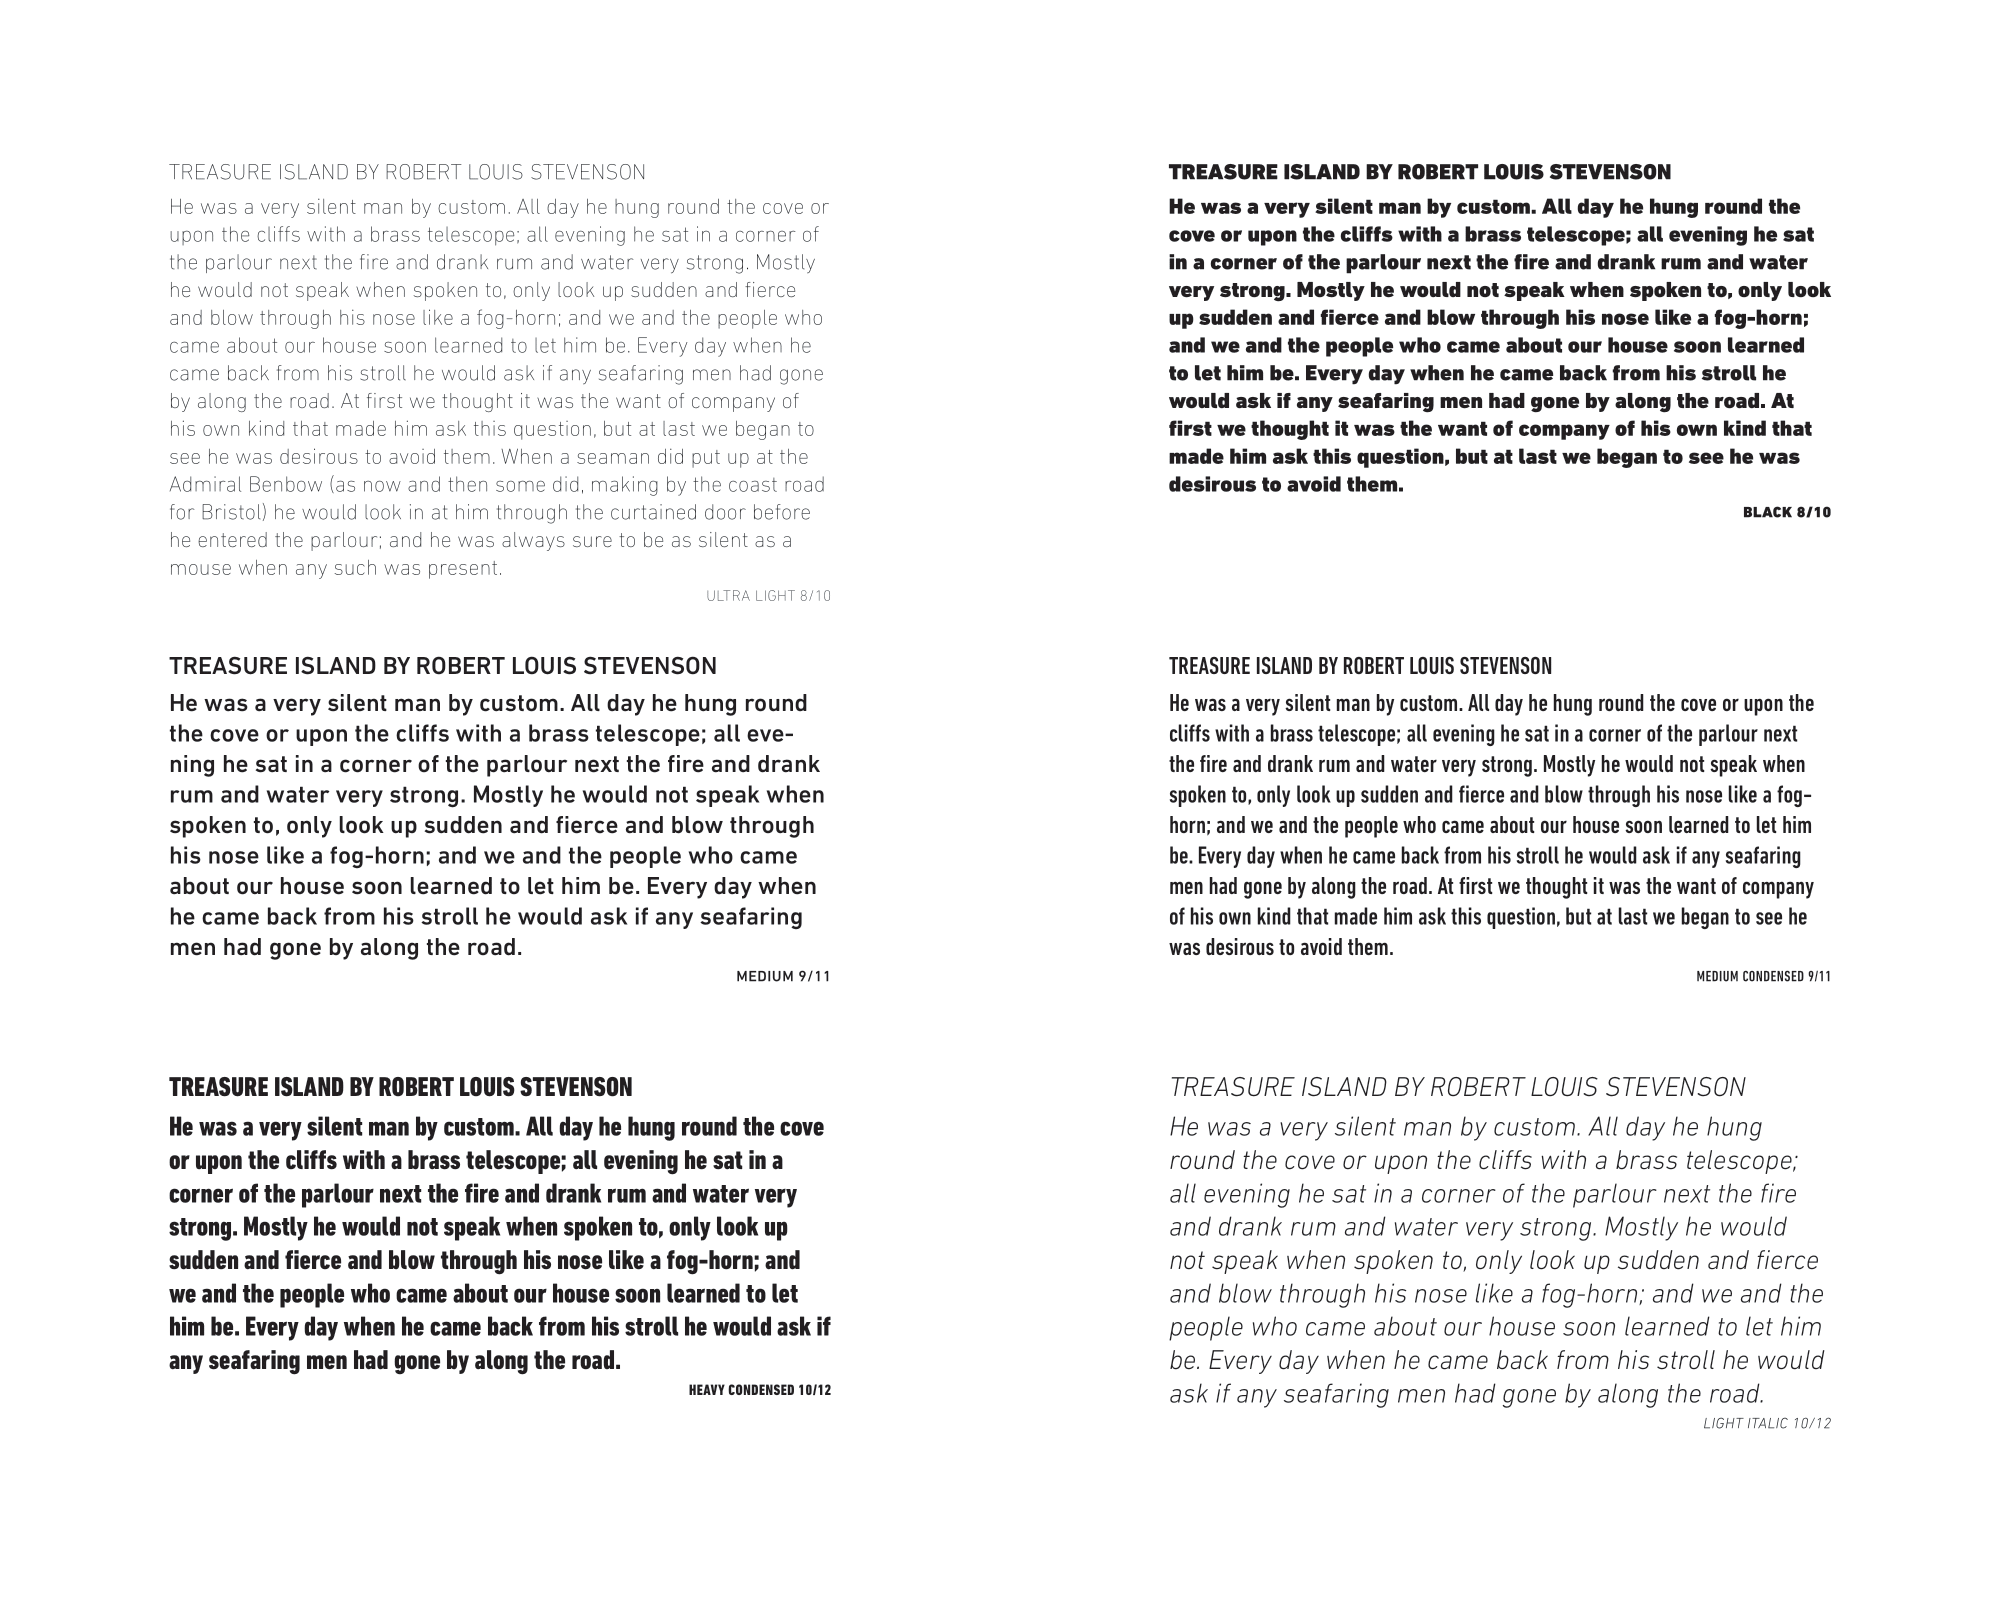 TREASURE ISLAND BY ROBERT LOUIS STEVENSON
He was a very silent man by custom. All day he hung round the cove or
upon the cliffs with a brass telescope; all evening he sat in a corner of
the parlour next the fire and drank rum and water very strong. Mostly
he would not speak when spoken to, only look up sudden and fierce
and blow through his nose like a fog-horn; and we and the people who
came about our house soon learned to let him be. Every day when he
came back from his stroll he would ask if any seafaring men had gone
by along the road. At first we thought it was the want of company of
his own kind that made him ask this question, but at last we began to
see he was desirous to avoid them. When a seaman did put up at the
Admiral Benbow (as now and then some did, making by the coast road
for Bristol) he would look in at him through the curtained door before
he entered the parlour; and he was always sure to be as silent as a
mouse when any such was present.
ULTRA LIGHT 8/10
TREASURE ISLAND BY ROBERT LOUIS STEVENSON
He was a very silent man by custom. All day he hung round the
cove or upon the cliffs with a brass telescope; all evening he sat
in a corner of the parlour next the fire and drank rum and water
very strong. Mostly he would not speak when spoken to, only look
up sudden and fierce and blow through his nose like a fog-horn;
and we and the people who came about our house soon learned
to let him be. Every day when he came back from his stroll he
would ask if any seafaring men had gone by along the road. At
first we thought it was the want of company of his own kind that
made him ask this question, but at last we began to see he was
desirous to avoid them.
BLACK 8/10
TREASURE ISLAND BY ROBERT LOUIS STEVENSON
He was a very silent man by custom. All day he hung round
the cove or upon the cliffs with a brass telescope; all eve-
ning he sat in a corner of the parlour next the fire and drank
rum and water very strong. Mostly he would not speak when
spoken to, only look up sudden and fierce and blow through
his nose like a fog-horn; and we and the people who came
about our house soon learned to let him be. Every day when
he came back from his stroll he would ask if any seafaring
men had gone by along the road.
MEDIUM 9/11
TREASURE ISLAND BY ROBERT LOUIS STEVENSON
He was a very silent man by custom. All day he hung round the cove or upon the
cliffs with a brass telescope; all evening he sat in a corner of the parlour next
the fire and drank rum and water very strong. Mostly he would not speak when
spoken to, only look up sudden and fierce and blow through his nose like a fog-
horn; and we and the people who came about our house soon learned to let him
be. Every day when he came back from his stroll he would ask if any seafaring
men had gone by along the road. At first we thought it was the want of company
of his own kind that made him ask this question, but at last we began to see he
was desirous to avoid them.
MEDIUM CONDENSED 9/11
TREASURE ISLAND BY ROBERT LOUIS STEVENSON
He was a very silent man by custom. All day he hung round the cove
or upon the cliffs with a brass telescope; all evening he sat in a
corner of the parlour next the fire and drank rum and water very
strong. Mostly he would not speak when spoken to, only look up
sudden and fierce and blow through his nose like a fog-horn; and
we and the people who came about our house soon learned to let
him be. Every day when he came back from his stroll he would ask if
any seafaring men had gone by along the road.
HEAVY CONDENSED 10/12
TREASURE ISLAND BY ROBERT LOUIS STEVENSON
He was a very silent man by custom. All day he hung
round the cove or upon the cliffs with a brass telescope;
all evening he sat in a corner of the parlour next the fire
and drank rum and water very strong. Mostly he would
not speak when spoken to, only look up sudden and fierce
and blow through his nose like a fog-horn; and we and the
people who came about our house soon learned to let him
be. Every day when he came back from his stroll he would
ask if any seafaring men had gone by along the road.
LIGHT ITALIC 10/12